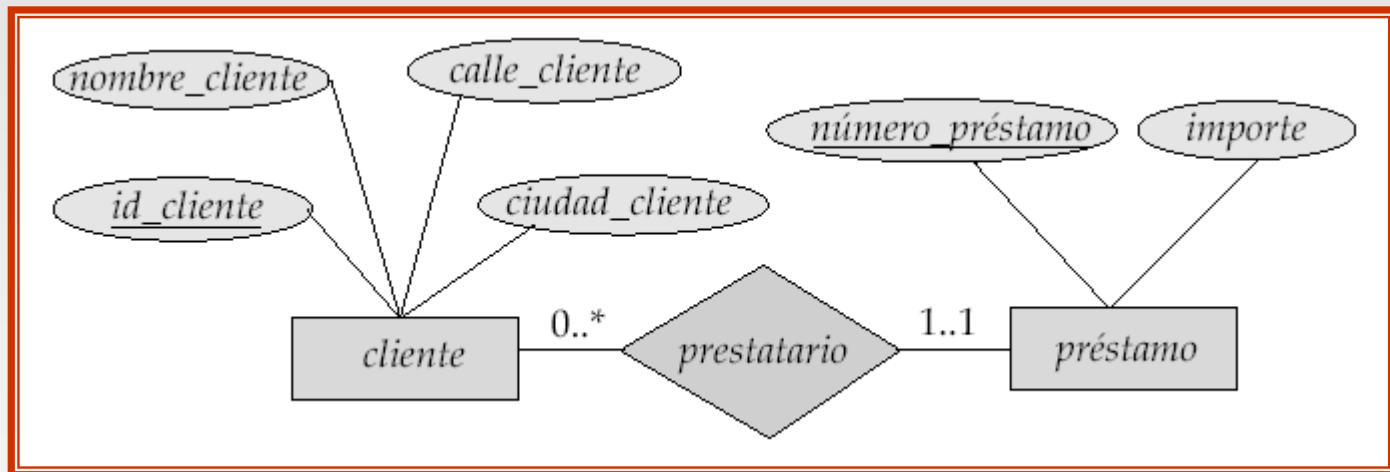 nombre_cliente
calle_cliente
número_préstamo
importe
id_cliente
ciudad_cliente
cliente
0..*
prestatario
1..1
préstamo